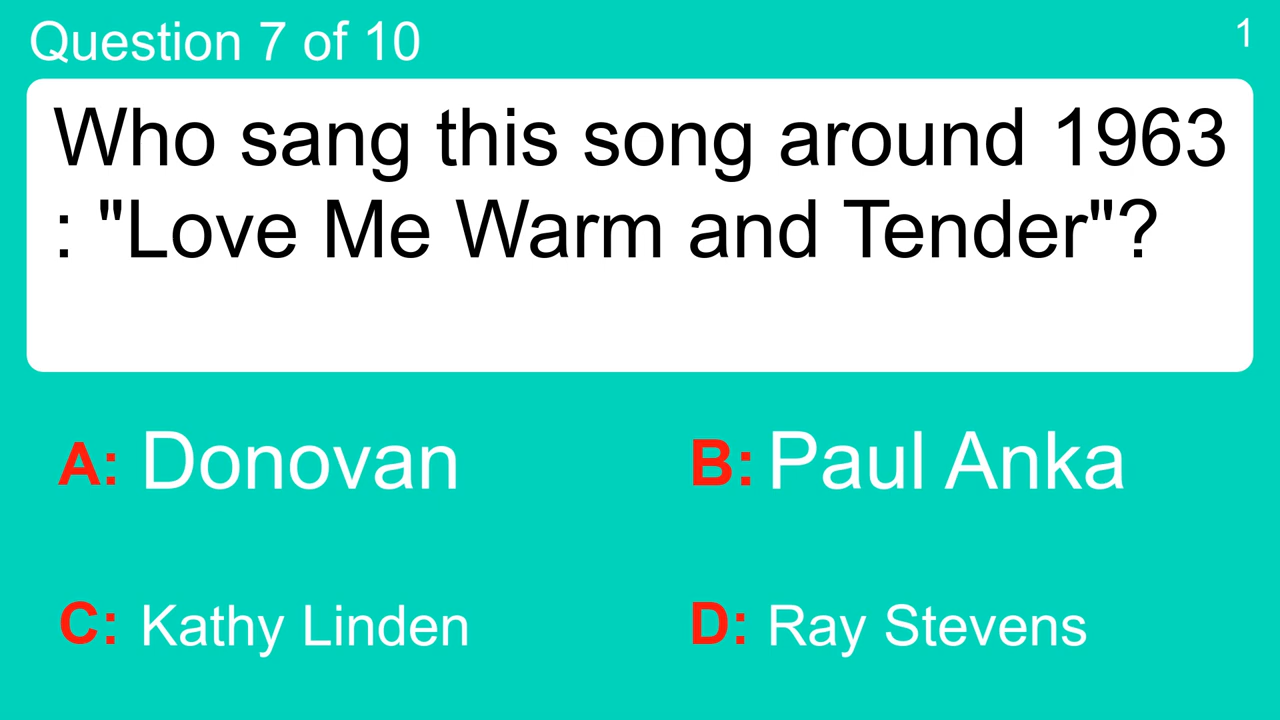 Question 7 of 10
1
Who sang this song around 1963
: "Love Me Warm and Tender"?
A: Donovan
B: Paul Anka
C: Kathy Linden
D: Ray Stevens